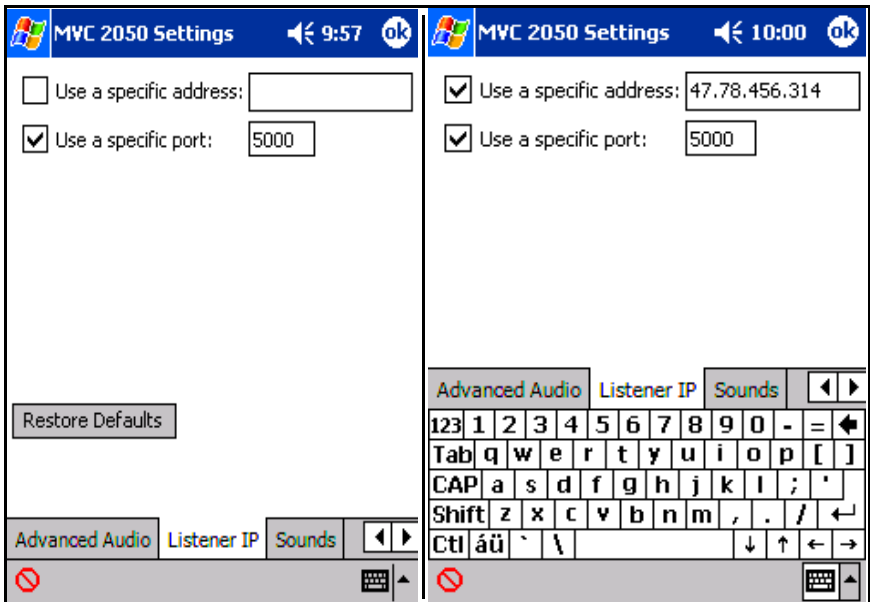 MVC 2050 Settings 9:57 ok
Use a specific address:
Use a specific port: 5000
Restore Defaults
Advanced Audio Listener IP Sounds
MVC 2050 Settings 10:00 ok
Use a specific address: 47.78.456.314
Use a specific port: 5000
Advanced Audio Listener IP Sounds
123 1 2 3 4 5 6 7 8 9 0 - =
Tab q w e r t y u i o p [ ]
CAP a s d f g h j k l ; '
Shift z x c v b n m , . /
Ctl áü ` \ ↓ ↑ ← →